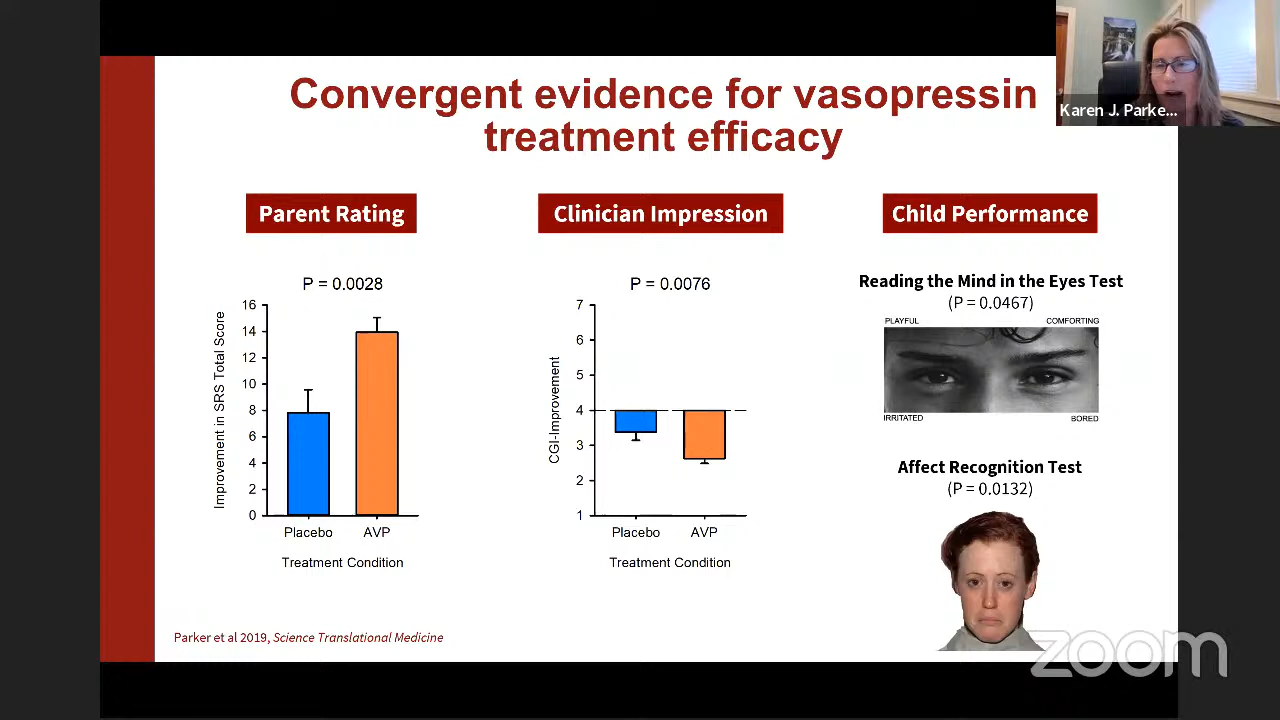 Convergent evidence for vasopressin
treatment efficacy
Karen J. Parke...
Parent Rating
P = 0.0028
Improvement in SRS Total Score
16
14
12
10
8
6
4
2
0
Placebo
AVP
Treatment Condition
Clinician Impression
P = 0.0076
CGI-Improvement
7
6
5
4
3
2
1
Placebo
AVP
Treatment Condition
Child Performance
Reading the Mind in the Eyes Test
(P = 0.0467)
PLAYFUL
COMFORTING
IRRITATED
BORED
Affect Recognition Test
(P = 0.0132)
Parker et al 2019, Science Translational Medicine
zoom